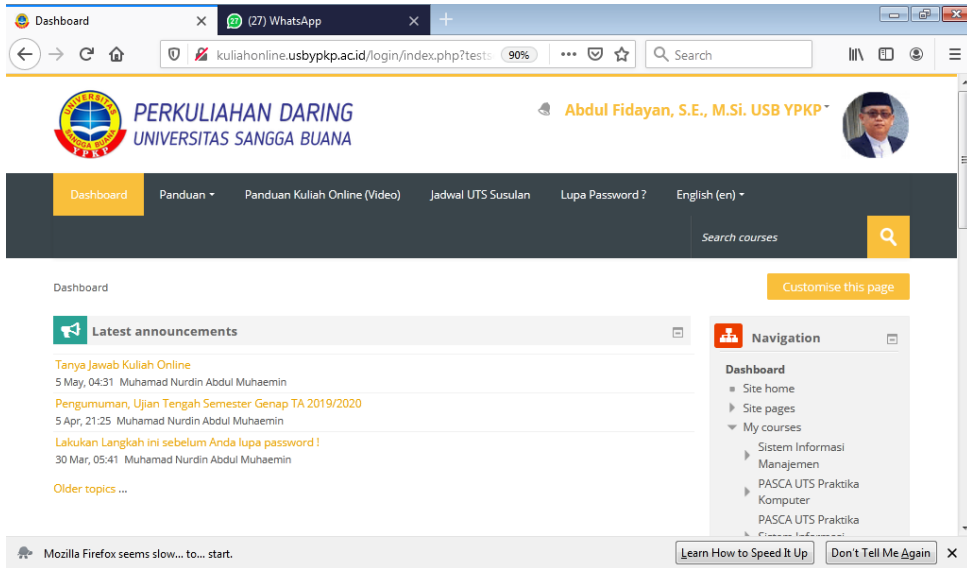 Dashboard
(27) WhatsApp
kuliahonline.usbypkp.ac.id/login/index.php?tests
90%
Search
UNIVERSITAS
SANGGA BUANA
YPKP
PERKULIAHAN DARING
UNIVERSITAS SANGGA BUANA
Abdul Fidayan, S.E., M.Si. USB YPKP
Dashboard
Panduan
Panduan Kuliah Online (Video)
Jadwal UTS Susulan
Lupa Password ?
English (en)
Search courses
Dashboard
Customise this page
Latest announcements
Tanya Jawab Kuliah Online
5 May, 04:31 Muhamad Nurdin Abdul Muhaemin
Pengumuman, Ujian Tengah Semester Genap TA 2019/2020
5 Apr, 21:25 Muhamad Nurdin Abdul Muhaemin
Lakukan Langkah ini sebelum Anda lupa password !
30 Mar, 05:41 Muhamad Nurdin Abdul Muhaemin
Older topics ...
Navigation
Dashboard
Site home
Site pages
My courses
Sistem Informasi
Manajemen
PASCA UTS Praktika
Komputer
PASCA UTS Praktika
Sistem Informasi
Mozilla Firefox seems slow... to... start.
Learn How to Speed It Up
Don't Tell Me Again